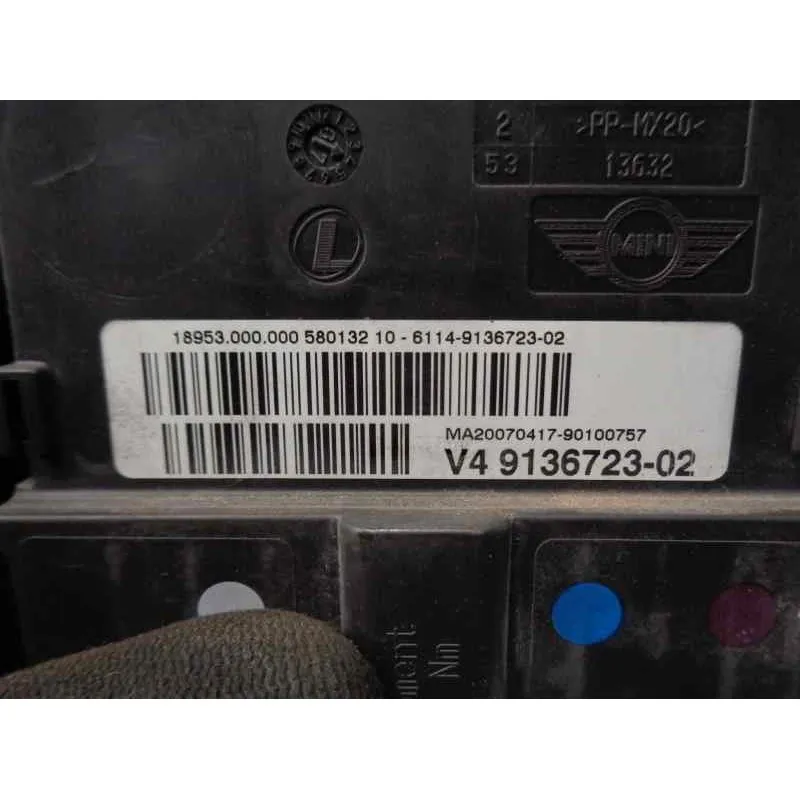 2 >PP-MX20<
53 13632
L
MINI
18953.000.000 580132 10 - 6114-9136723-02
MA20070417-90100757
V4 9136723-02
Nm